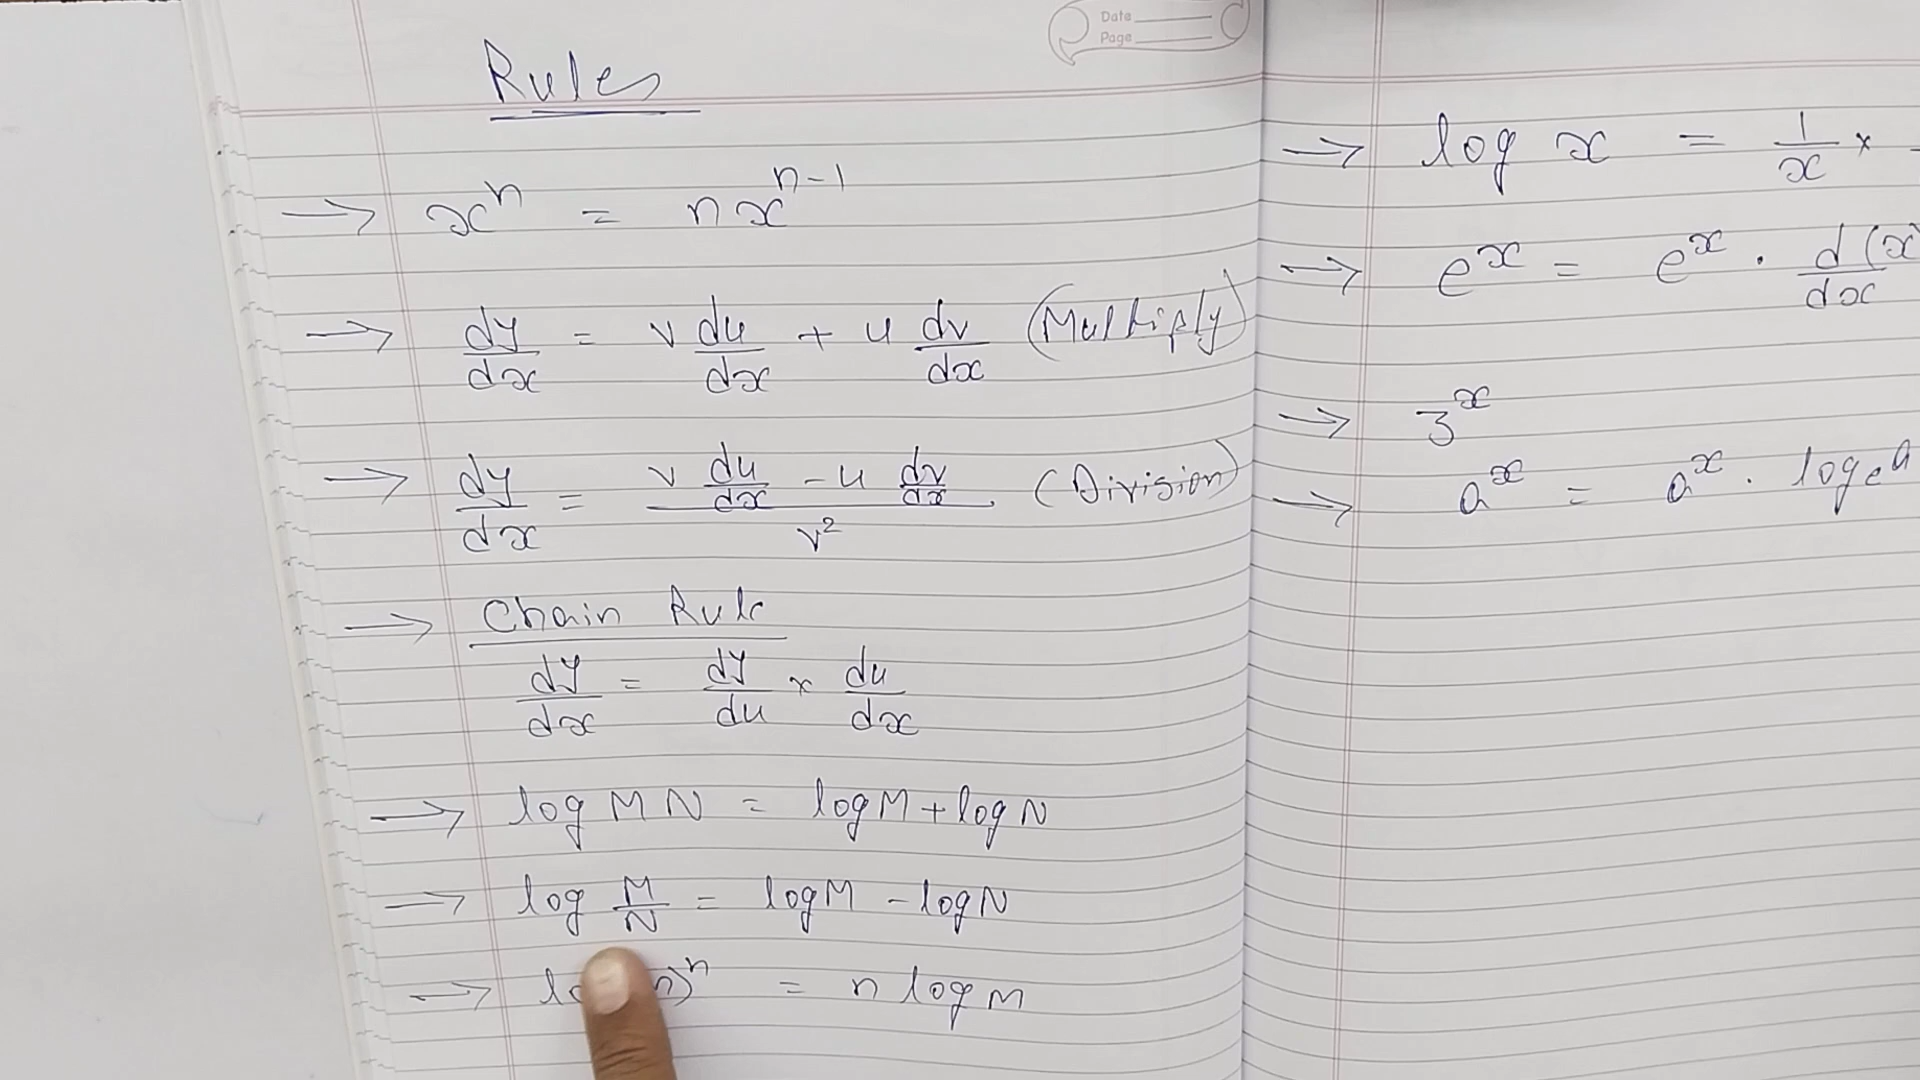 Date
Page
Rules
→ xⁿ = n xⁿ⁻¹
→ dy/dx = v du/dx + u dv/dx (Multiply)
→ dy/dx = (v du/dx - u dv/dx) / v² (Division)
→ Chain Rule
dy/dx = dy/du × du/dx
→ log MN = log M + log N
→ log M/N = log M - log N
→ n = n log m
→ log x = 1/x ×
→ eˣ = eˣ . d(x)/dx
→ 3ˣ
→ aˣ = aˣ . logₑ a